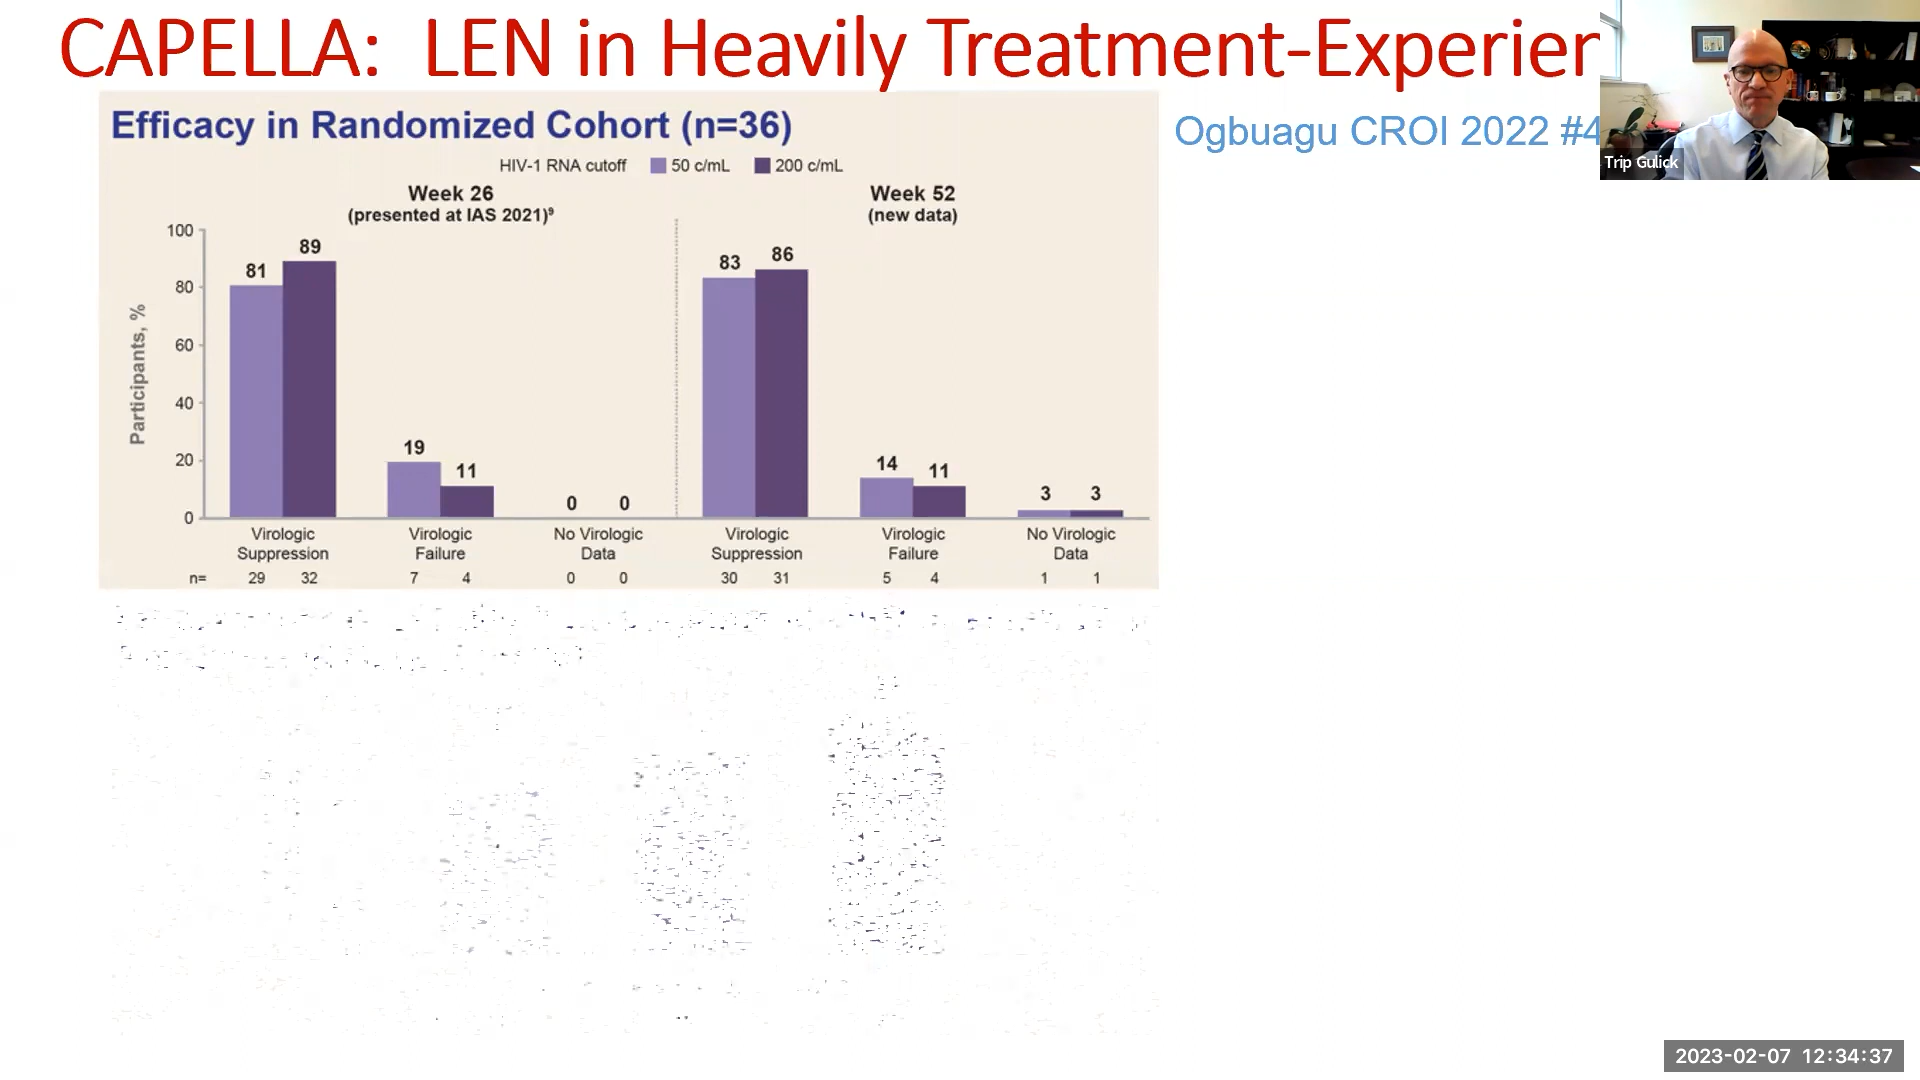 CAPELLA: LEN in Heavily Treatment-Experien
Efficacy in Randomized Cohort (n=36)
Ogbuagu CROI 2022 #4
Trip Gulick
HIV-1 RNA cutoff 50 c/mL 200 c/mL
Week 26
(presented at IAS 2021)⁹
Week 52
(new data)
Participants, %
100
80
60
40
20
0
81 89
19 11
0 0
83 86
14 11
3 3
Virologic
Suppression
Virologic
Failure
No Virologic
Data
Virologic
Suppression
Virologic
Failure
No Virologic
Data
n= 29 32 7 4 0 0 30 31 5 4 1 1
2023-02-07 12:34:37